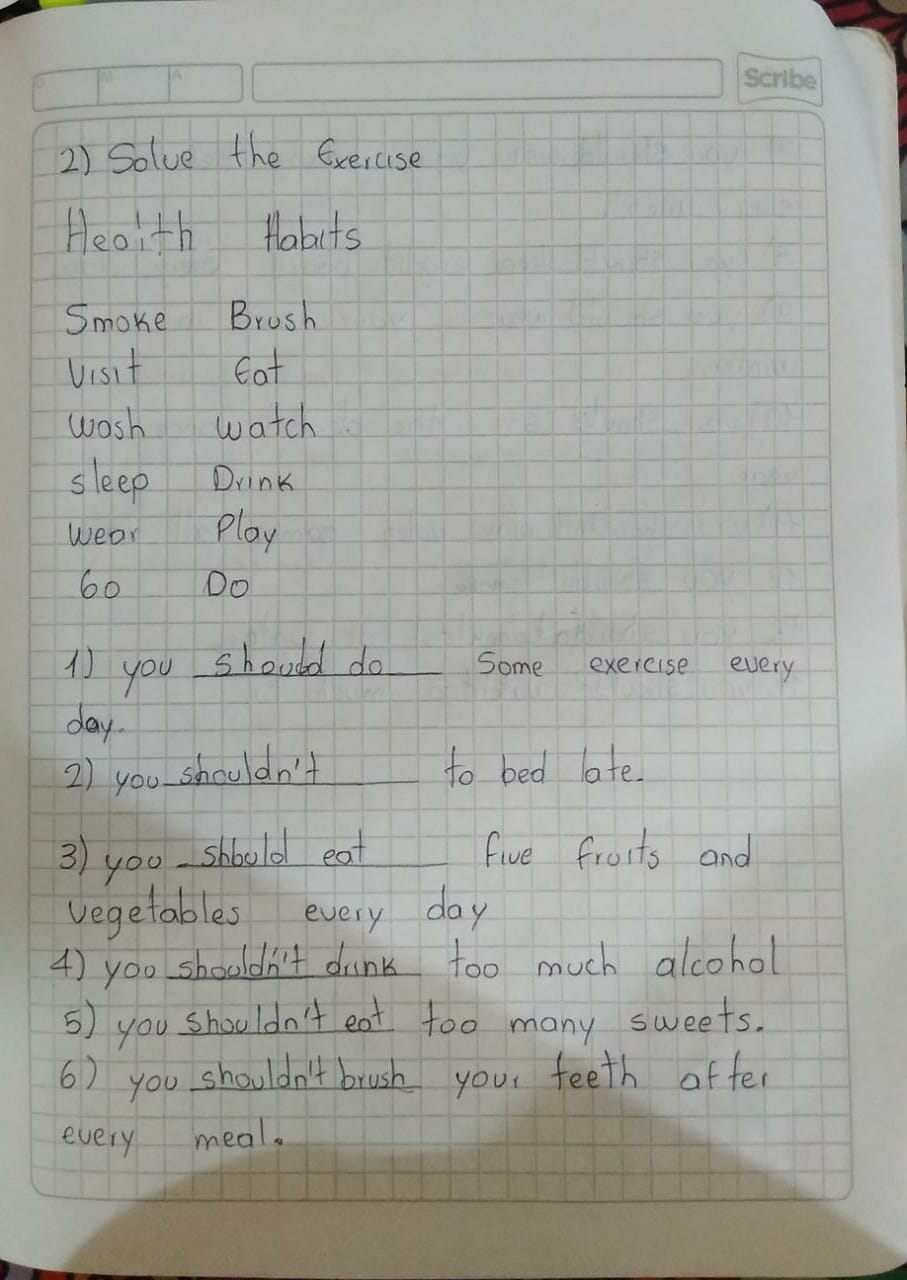 Scribe
2) Solve the Exercise
Heaith Habits
Smoke Brush
Visit Eat
Wash Watch
sleep Drink
Wear Play
Go Do
1) you should do Some exercise every
day.
2) you shouldn't to bed late.
3) you shbuld eat five fruits and
vegetables every day
4) you shouldn't drink too much alcohol
5) you shouldn't eat too many sweets.
6) you shouldn't brush your teeth after
every meal.